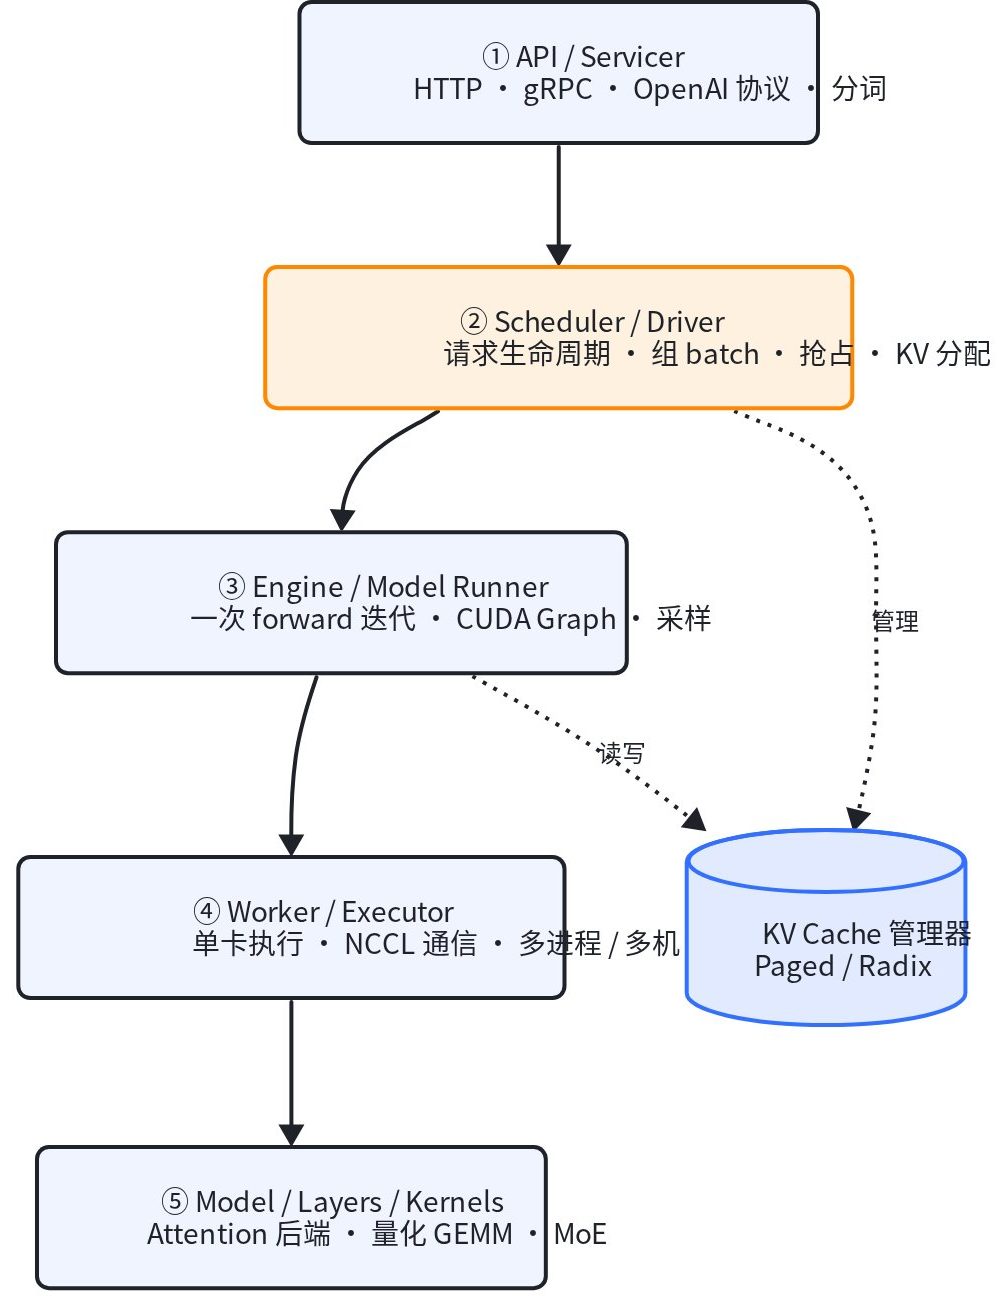 ① API / Servicer
HTTP · gRPC · OpenAI 协议 · 分词
② Scheduler / Driver
请求生命周期 · 组 batch · 抢占 · KV 分配
③ Engine / Model Runner
一次 forward 迭代 · CUDA Graph · 采样
管理
读写
④ Worker / Executor
单卡执行 · NCCL 通信 · 多进程 / 多机
KV Cache 管理器
Paged / Radix
⑤ Model / Layers / Kernels
Attention 后端 · 量化 GEMM · MoE